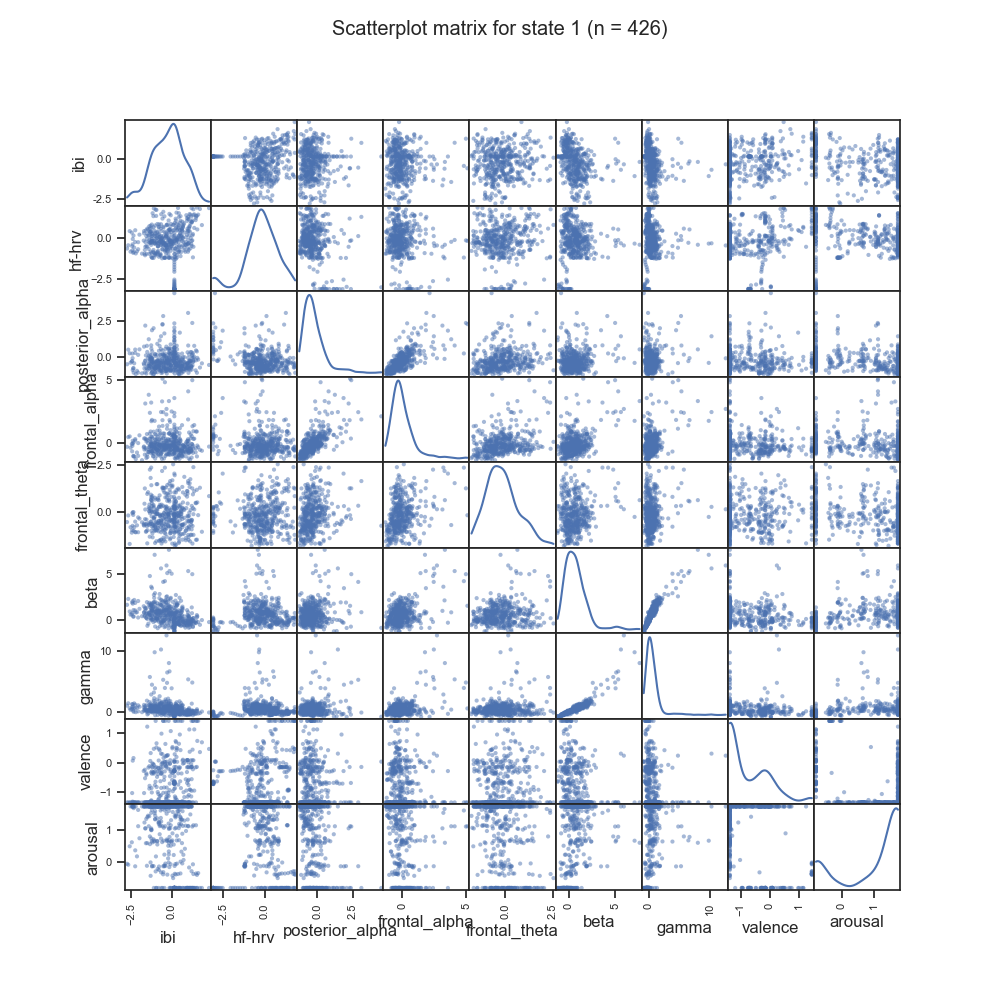 Scatterplot matrix for state 1 (n = 426)
ibi
0.0
−2.5
hf-hrv
0.0
−2.5
posterior_alpha
2.5
0.0
frontal_alpha
5
0
frontal_theta
2.5
0.0
beta
5
0
gamma
10
0
valence
1
0
−1
arousal
1
0
−2.5 0.0 −2.5 0.0 0.0 2.5 0 5 0.0 2.5 0 5 0 10 −1 0 1 0 1
ibi hf-hrv posterior_alpha frontal_alpha frontal_theta beta gamma valence arousal